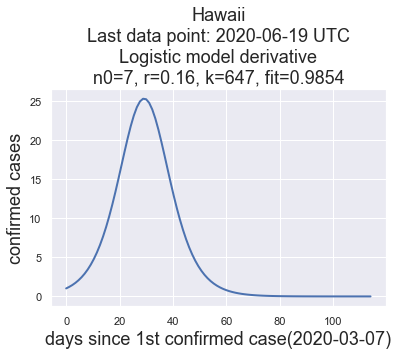 Hawaii
Last data point: 2020-06-19 UTC
Logistic model derivative
n0=7, r=0.16, k=647, fit=0.9854
25
20
15
10
5
0
confirmed cases
0 20 40 60 80 100
days since 1st confirmed case(2020-03-07)